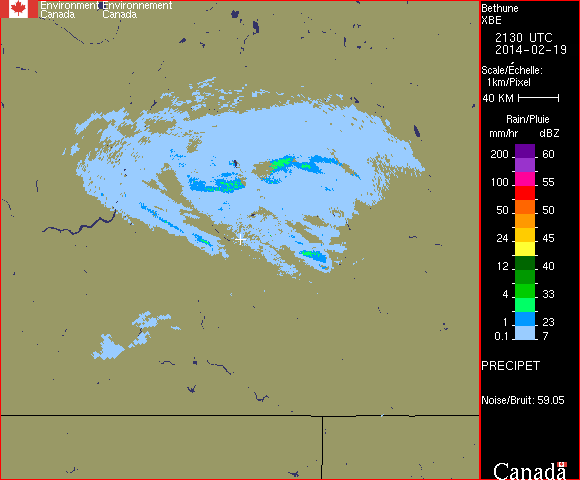 Environment Environnement
Canada Canada
Bethune
XBE
2130 UTC
2014-02-19
Scale/Échelle:
1km/Pixel
40 KM
Rain/Pluie
mm/hr dBZ
200 60
100 55
50 50
24 45
12 40
4 33
1 23
0.1 7
PRECIPET
Noise/Bruit: 59.05
Canada